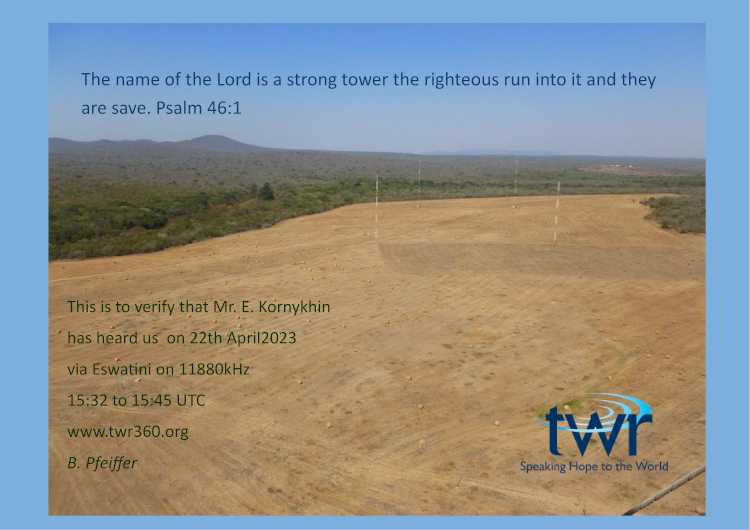 The name of the Lord is a strong tower the righteous run into it and they
are save. Psalm 46:1
This is to verify that Mr. E. Kornykhin
has heard us on 22th April2023
via Eswatini on 11880kHz
15:32 to 15:45 UTC
www.twr360.org
B. Pfeiffer
twr
Speaking Hope to the World